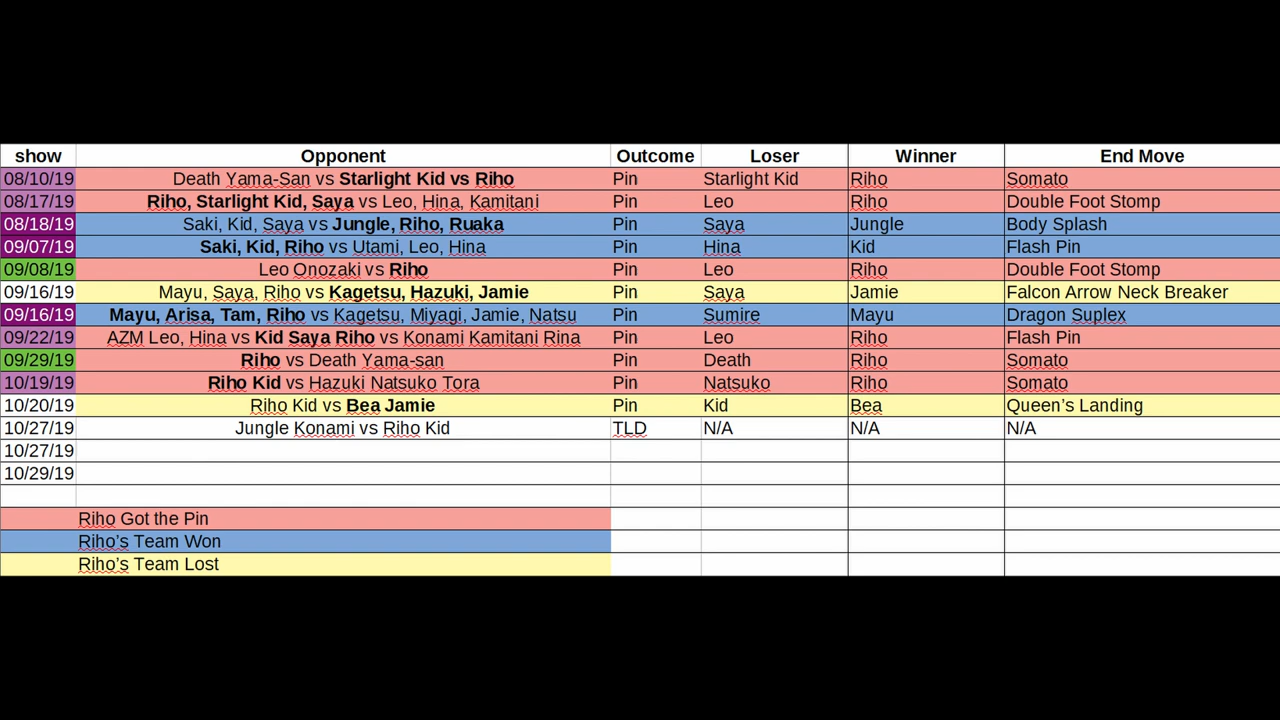 show Opponent Outcome Loser Winner End Move
08/10/19 Death Yama-San vs Starlight Kid vs Riho Pin Starlight Kid Riho Somato
08/17/19 Riho, Starlight Kid, Saya vs Leo, Hina, Kamitani Pin Leo Riho Double Foot Stomp
08/18/19 Saki, Kid, Saya vs Jungle, Riho, Ruaka Pin Saya Jungle Body Splash
09/07/19 Saki, Kid, Riho vs Utami, Leo, Hina Pin Hina Kid Flash Pin
09/08/19 Leo Onozaki vs Riho Pin Leo Riho Double Foot Stomp
09/16/19 Mayu, Saya, Riho vs Kagetsu, Hazuki, Jamie Pin Saya Jamie Falcon Arrow Neck Breaker
09/16/19 Mayu, Arisa, Tam, Riho vs Kagetsu, Miyagi, Jamie, Natsu Pin Sumire Mayu Dragon Suplex
09/22/19 AZM Leo, Hina vs Kid Saya Riho vs Konami Kamitani Rina Pin Leo Riho Flash Pin
09/29/19 Riho vs Death Yama-san Pin Death Riho Somato
10/19/19 Riho Kid vs Hazuki Natsuko Tora Pin Natsuko Riho Somato
10/20/19 Riho Kid vs Bea Jamie Pin Kid Bea Queen's Landing
10/27/19 Jungle Konami vs Riho Kid TLD N/A N/A N/A
10/27/19
10/29/19
Riho Got the Pin
Riho's Team Won
Riho's Team Lost